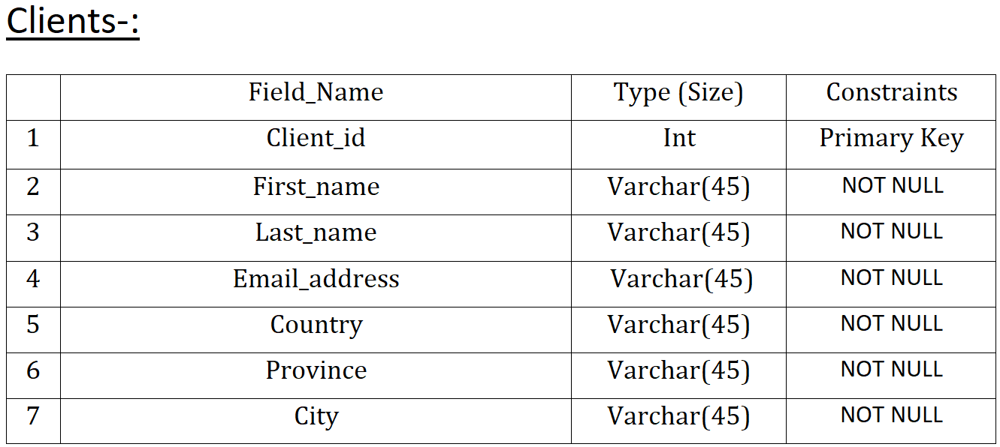 Clients-:
Field_Name Type (Size) Constraints
1 Client_id Int Primary Key
2 First_name Varchar(45) NOT NULL
3 Last_name Varchar(45) NOT NULL
4 Email_address Varchar(45) NOT NULL
5 Country Varchar(45) NOT NULL
6 Province Varchar(45) NOT NULL
7 City Varchar(45) NOT NULL